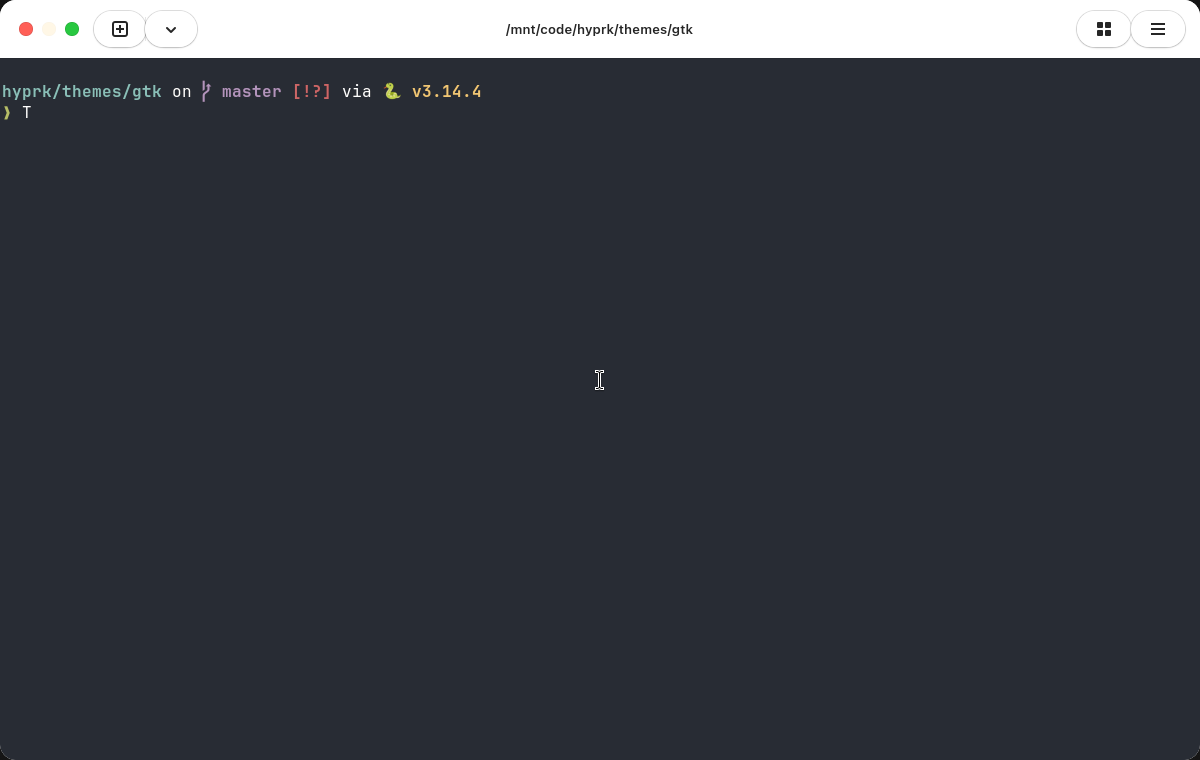 /mnt/code/hyprk/themes/gtk
hyprk/themes/gtk on master [!?] via 🐍 v3.14.4
❯ T